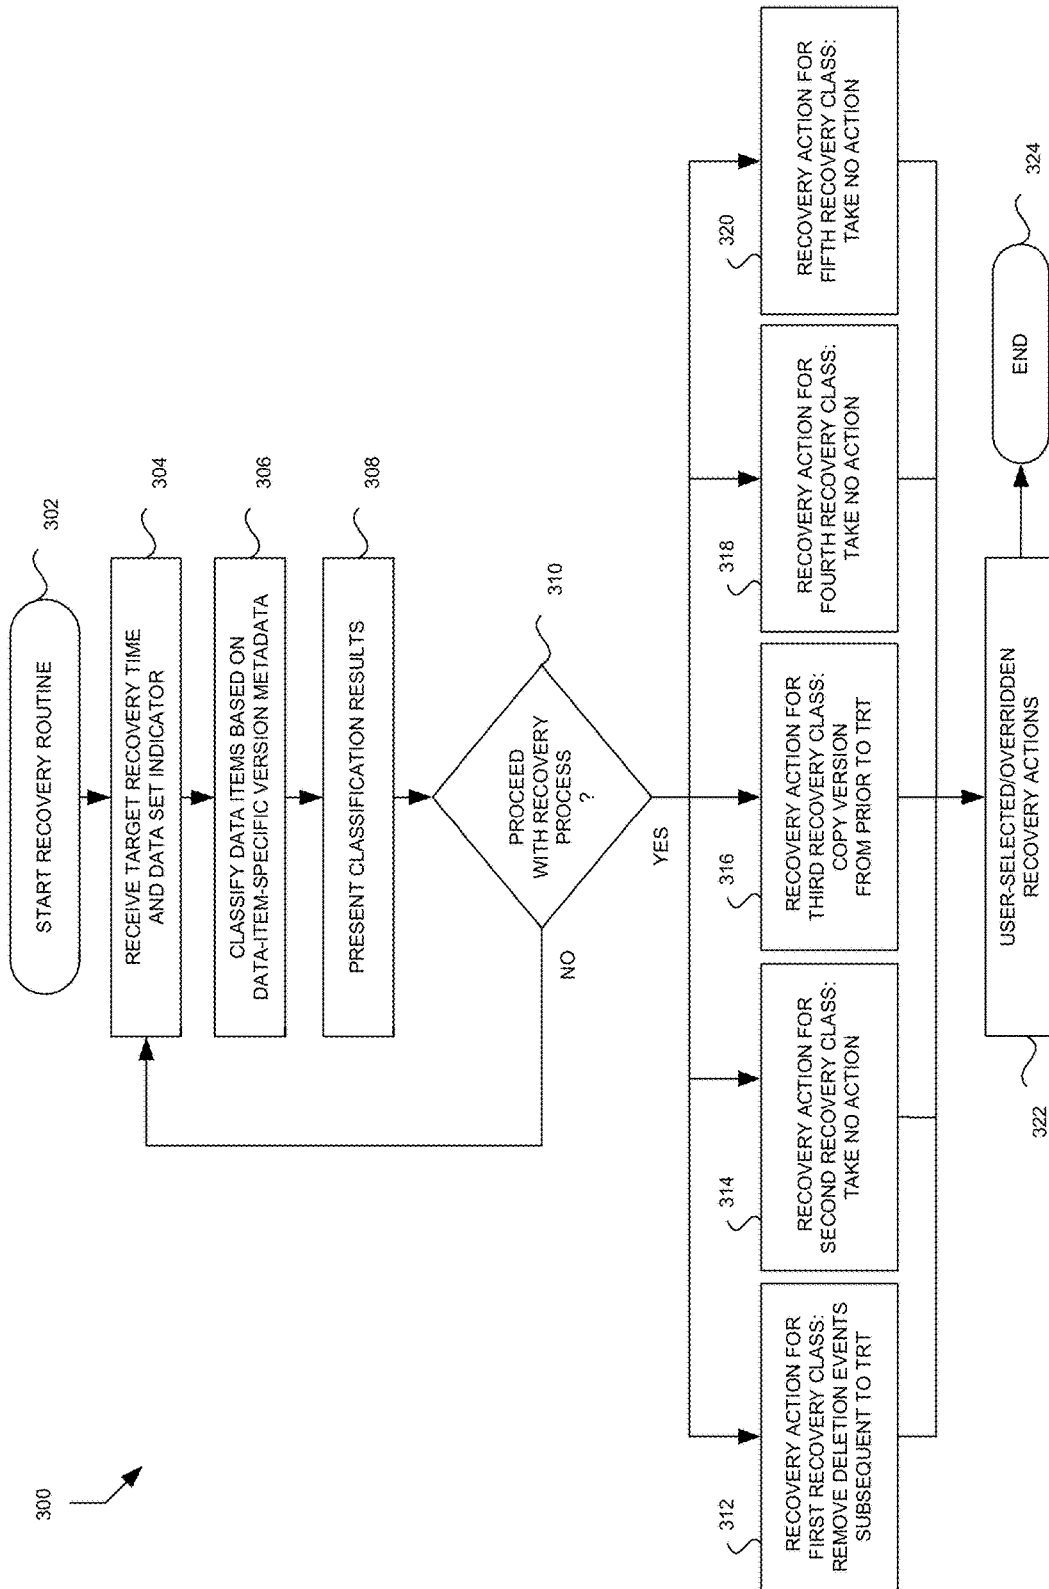 300
START RECOVERY ROUTINE
302
RECEIVE TARGET RECOVERY TIME
AND DATA SET INDICATOR
304
CLASSIFY DATA ITEMS BASED ON
DATA-ITEM-SPECIFIC VERSION METADATA
306
PRESENT CLASSIFICATION RESULTS
308
PROCEED
WITH RECOVERY
PROCESS
?
310
NO
YES
312
RECOVERY ACTION FOR
FIRST RECOVERY CLASS:
REMOVE DELETION EVENTS
SUBSEQUENT TO TRT
314
RECOVERY ACTION FOR
SECOND RECOVERY CLASS:
TAKE NO ACTION
316
RECOVERY ACTION FOR
THIRD RECOVERY CLASS:
COPY VERSION
FROM PRIOR TO TRT
318
RECOVERY ACTION FOR
FOURTH RECOVERY CLASS:
TAKE NO ACTION
320
RECOVERY ACTION FOR
FIFTH RECOVERY CLASS:
TAKE NO ACTION
322
USER-SELECTED/OVERRIDDEN
RECOVERY ACTIONS
END
324